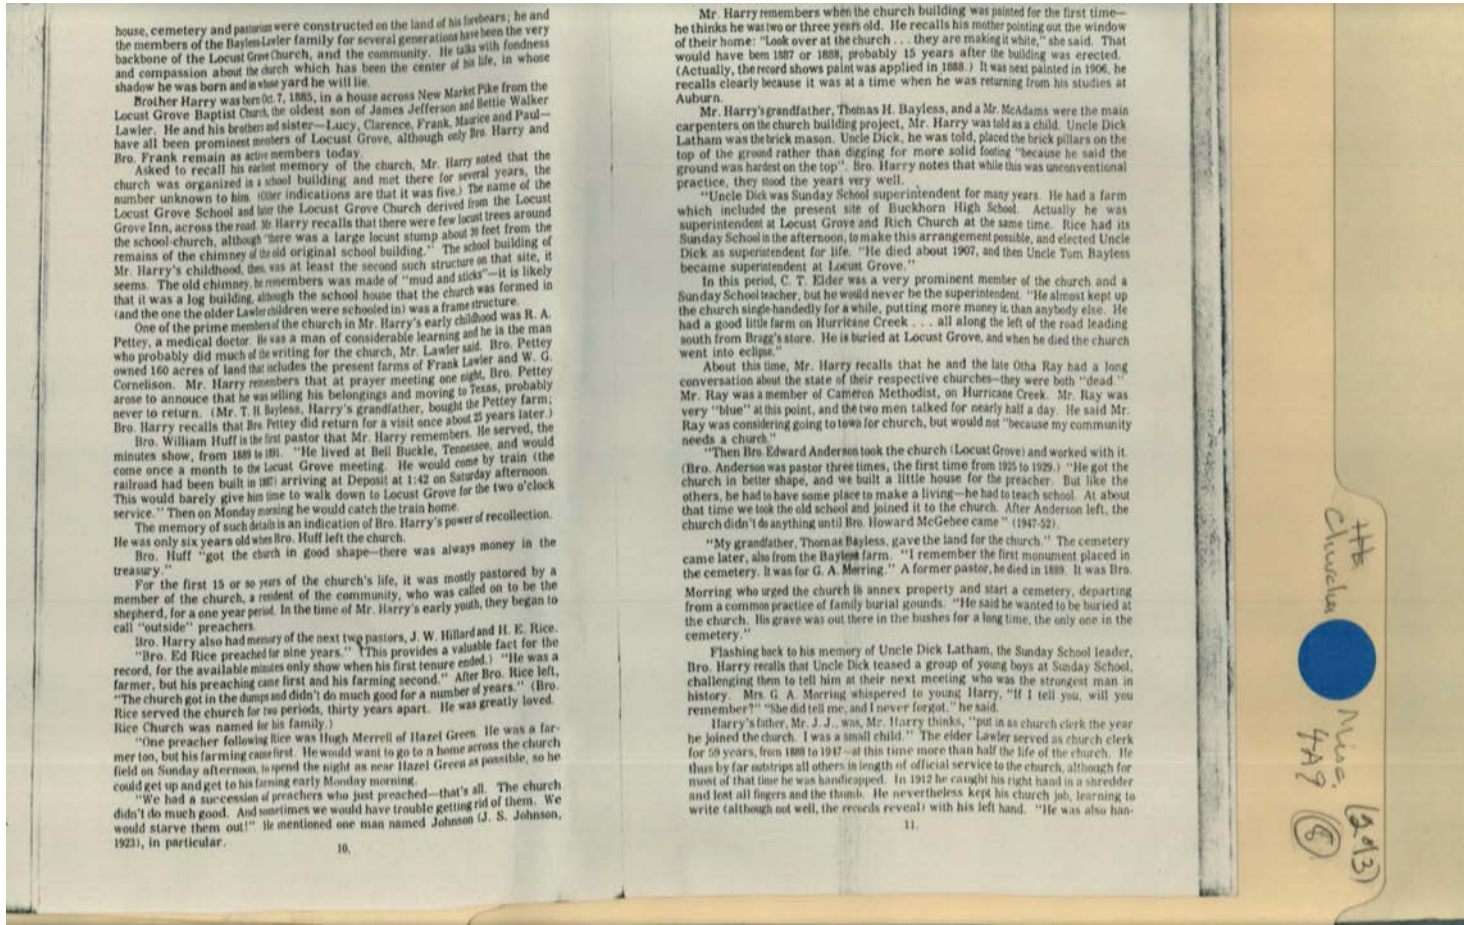 house, cemetery and pastorium were constructed on the land of his forebears; he and
the members of the Bayless-Lawler family for several generations have been the very
backbone of the Locust Grove Church, and the community. He talks with fondness
and compassion about the church which has been the center of his life, in whose
shadow he was born and in whose yard he will lie.
Brother Harry was born Oct. 7, 1885, in a house across New Market Pike from the
Locust Grove Baptist Church, the oldest son of James Jefferson and Bettie Walker
Lawler. He and his brothers and sister—Lucy, Clarence, Frank, Maurice and Paul—
have all been prominent members of Locust Grove, although only Bro. Harry and
Bro. Frank remain as active members today.
Asked to recall his earliest memory of the church, Mr. Harry noted that the
church was organized in a school building and met there for several years, the
number unknown to him. (Other indications are that it was five.) The name of the
Locust Grove School and later the Locust Grove Church derived from the Locust
Grove Inn, across the road. Mr. Harry recalls that there were few locust trees around
the school-church, although "there was a large locust stump about 20 feet from the
remains of the chimney of the old original school building." The school building of
Mr. Harry's childhood, then, was at least the second such structure on that site, it
seems. The old chimney, he remembers was made of "mud and sticks"—it is likely
that it was a log building, although the school house that the church was formed in
(and the one the older Lawler children were schooled in) was a frame structure.
One of the prime members of the church in Mr. Harry's early childhood was R. A.
Pettey, a medical doctor. He was a man of considerable learning and he is the man
who probably did much of the writing for the church, Mr. Lawler said. Bro. Pettey
owned 160 acres of land that includes the present farms of Frank Lawler and W. G.
Cornelison. Mr. Harry remembers that at prayer meeting one night, Bro. Pettey
arose to annouce that he was selling his belongings and moving to Texas, probably
never to return. (Mr. T. H. Bayless, Harry's grandfather, bought the Pettey farm;
Bro. Harry recalls that Bro. Pettey did return for a visit once about 25 years later.)
Bro. William Huff is the first pastor that Mr. Harry remembers. He served, the
minutes show, from 1889 to 1891. "He lived at Bell Buckle, Tennessee, and would
come once a month to the Locust Grove meeting. He would come by train (the
railroad had been built in 1887) arriving at Deposit at 1:42 on Saturday afternoon.
This would barely give him time to walk down to Locust Grove for the two o'clock
service." Then on Monday morning he would catch the train home.
The memory of such details is an indication of Bro. Harry's power of recollection.
He was only six years old when Bro. Huff left the church.
Bro. Huff "got the church in good shape—there was always money in the
treasury."
For the first 15 or so years of the church's life, it was mostly pastored by a
member of the church, a resident of the community, who was called on to be the
shepherd, for a one year period. In the time of Mr. Harry's early youth, they began to
call "outside" preachers.
Bro. Harry also had memory of the next two pastors, J. W. Hillard and H. E. Rice.
"Bro. Ed Rice preached for nine years." (This provides a valuable fact for the
record, for the available minutes only show when his first tenure ended.) "He was a
farmer, but his preaching came first and his farming second." After Bro. Rice left,
"The church got in the dumps and didn't do much good for a number of years." (Bro.
Rice served the church for two periods, thirty years apart. He was greatly loved.
Rice Church was named for his family.)
"One preacher following Rice was Hugh Merrell of Hazel Green. He was a far-
mer too, but his farming came first. He would want to go to a home across the church
field on Sunday afternoon, to spend the night as near Hazel Green as possible, so he
could get up and get to his farming early Monday morning.
"We had a succession of preachers who just preached—that's all. The church
didn't do much good. And sometimes we would have trouble getting rid of them. We
would starve them out!" He mentioned one man named Johnson (J. S. Johnson,
1923), in particular.
10.
Mr. Harry remembers when the church building was painted for the first time—
he thinks he was two or three years old. He recalls his mother pointing out the window
of their home: "Look over at the church . . . they are making it white," she said. That
would have bem 1887 or 1888, probably 15 years after the building was erected.
(Actually, the record shows paint was applied in 1888.) It was next painted in 1906, he
recalls clearly because it was at a time when he was returning from his studies at
Auburn.
Mr. Harry's grandfather, Thomas H. Bayless, and a Mr. McAdams were the main
carpenters on the church building project, Mr. Harry was told as a child. Uncle Dick
Latham was the brick mason. Uncle Dick, he was told, placed the brick pillars on the
top of the ground rather than digging for more solid footing "because he said the
ground was hardest on the top". Bro. Harry notes that while this was unconventional
practice, they stood the years very well.
"Uncle Dick was Sunday School superintendent for many years. He had a farm
which included the present site of Buckhorn High School. Actually he was
superintendent at Locust Grove and Rich Church at the same time. Rice had its
Sunday School in the afternoon, to make this arrangement possible, and elected Uncle
Dick as superintendent for life. "He died about 1907, and then Uncle Tom Bayless
became superintendent at Locust Grove."
In this period, C. T. Elder was a very prominent member of the church and a
Sunday School teacher, but he would never be the superintendent. "He almost kept up
the church single-handedly for a while, putting more money in than anybody else. He
had a good little farm on Hurricane Creek . . . all along the left of the road leading
south from Bragg's store. He is buried at Locust Grove, and when he died the church
went into eclipse."
About this time, Mr. Harry recalls that he and the late Otha Ray had a long
conversation about the state of their respective churches—they were both "dead."
Mr. Ray was a member of Cameron Methodist, on Hurricane Creek. Mr. Ray was
very "blue" at this point, and the two men talked for nearly half a day. He said Mr.
Ray was considering going to town for church, but would not "because my community
needs a church."
"Then Bro. Edward Anderson took the church (Locust Grove) and worked with it.
(Bro. Anderson was pastor three times, the first time from 1925 to 1929.) "He got the
church in better shape, and we built a little house for the preacher. But like the
others, he had to have some place to make a living—he had to teach school. At about
that time we took the old school and joined it to the church. After Anderson left, the
church didn't do anything until Bro. Howard McGehee came " (1947-52).
"My grandfather, Thomas Bayless, gave the land for the church." The cemetery
came later, also from the Bayless farm. "I remember the first monument placed in
the cemetery. It was for G. A. Morring." A former pastor, he died in 1889. It was Bro.
Morring who urged the church to annex property and start a cemetery, departing
from a common practice of family burial gounds. "He said he wanted to be buried at
the church. His grave was out there in the bushes for a long time, the only one in the
cemetery."
Flashing back to his memory of Uncle Dick Latham, the Sunday School leader,
Bro. Harry recalls that Uncle Dick teased a group of young boys at Sunday School,
challenging them to tell him at their next meeting who was the strongest man in
history. Mrs. G. A. Morring whispered to young Harry, "If I tell you, will you
remember?" "She did tell me, and I never forgot," he said.
Harry's father, Mr. J. J., was, Mr. Harry thinks, "put in as church clerk the year
he joined the church. I was a small child." The elder Lawler served as church clerk
for 59 years, from 1888 to 1947—at this time more than half the life of the church. He
thus by far outstrips all others in length of official service to the church, although for
most of that time he was handicapped. In 1912 he caught his right hand in a shredder
and lost all fingers and the thumb. He nevertheless kept his church job, learning to
write (although not well, the records reveal) with his left hand. "He was also han-
11.
Churches
Misc.
4A9
(2013)
8